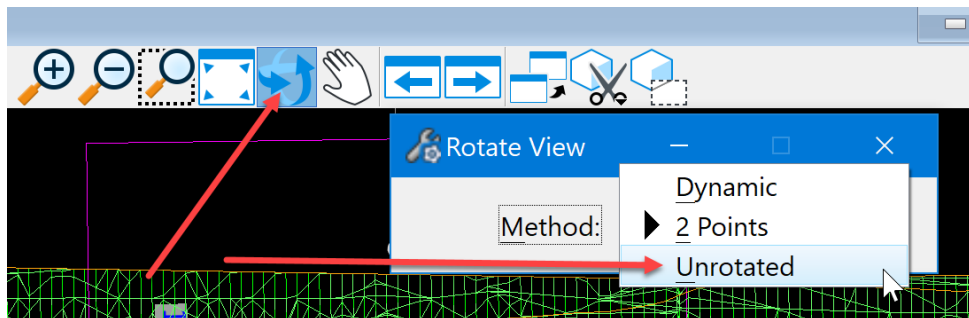 Rotate View
Dynamic
Method:
2 Points
Unrotated